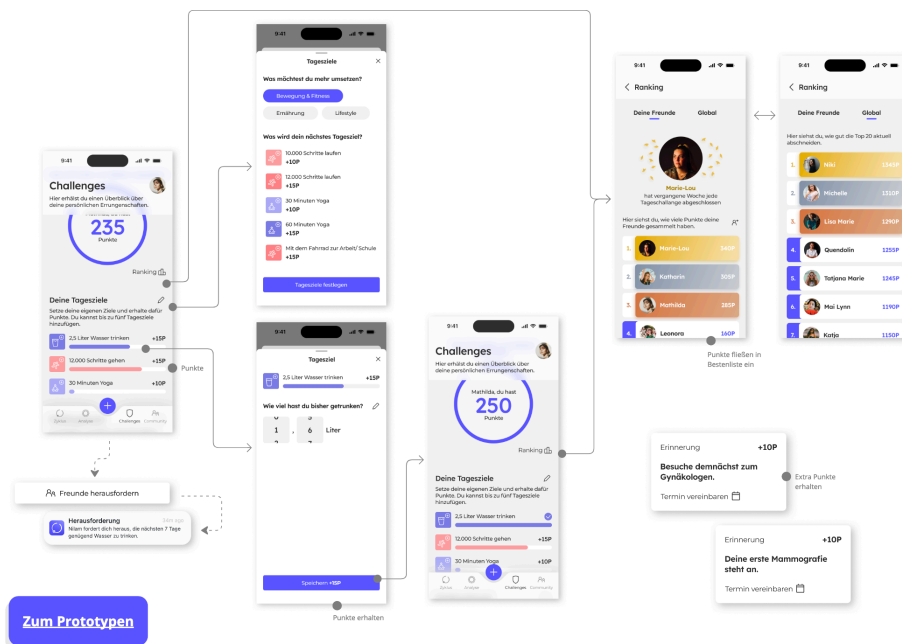 9:41
Challenges
Hier erhälst du einen Überblick über
deine persönlichen Errungenschaften.
235
Punkte
Ranking
Deine Tagesziele
Setze deine eigenen Ziele und erhalte dafür
Punkte. Du kannst bis zu fünf Tagesziele
hinzufügen.
2,5 Liter Wasser trinken +15P
12.000 Schritte gehen +15P
30 Minuten Yoga +10P
Zyklus Analyse Challenges Community
Punkte
Freunde herausfordern
Herausforderung
Nilam fordert dich heraus, die nächsten 7 Tage
genügend Wasser zu trinken.
Zum Prototypen
9:41
Tagesziele
Was möchtest du mehr umsetzen?
Bewegung & Fitness
Ernährung Lifestyle
Was wird dein nächstes Tagesziel?
10.000 Schritte laufen
+10P
12.000 Schritte laufen
+15P
30 Minuten Yoga
+10P
60 Minuten Yoga
+15P
Mit dem Fahrrad zur Arbeit/ Schule
+15P
Tagesziele festlegen
9:41
Tagesziel
2,5 Liter Wasser trinken +15P
Wie viel hast du bisher getrunken?
1 , 6 Liter
Speichern +15P
Punkte erhalten
9:41
Challenges
Hier erhälst du einen Überblick über
deine persönlichen Errungenschaften.
Mathilda, du hast
250
Punkte
Ranking
Deine Tagesziele
Setze deine eigenen Ziele und erhalte dafür
Punkte. Du kannst bis zu fünf Tagesziele
hinzufügen.
2,5 Liter Wasser trinken
12.000 Schritte gehen +15P
30 Minuten Yoga +10P
Zyklus Analyse Challenges Community
9:41
Ranking
Deine Freunde Global
Marie-Lou
hat vergangene Woche jede
Tageschallange abgeschlossen
Hier siehst du, wie viele Punkte deine
Freunde gesammelt haben.
1. Marie-Lou 340P
2. Katharin 305P
3. Mathilda 285P
4. Leonora 160P
Punkte fließen in
Bestenliste ein
9:41
Ranking
Deine Freunde Global
Hier siehst du, wie gut die Top 20 aktuell
abschneiden.
1. Niki 1345P
2. Michelle 1310P
3. Lisa Marie 1290P
4. Quendolin 1255P
5. Tatjana Marie 1245P
6. Mai Lynn 1190P
7. Katja 1150P
Erinnerung +10P
Besuche demnächst zum
Gynäkologen.
Termin vereinbaren
Extra Punkte
erhalten
Erinnerung +10P
Deine erste Mammografie
steht an.
Termin vereinbaren